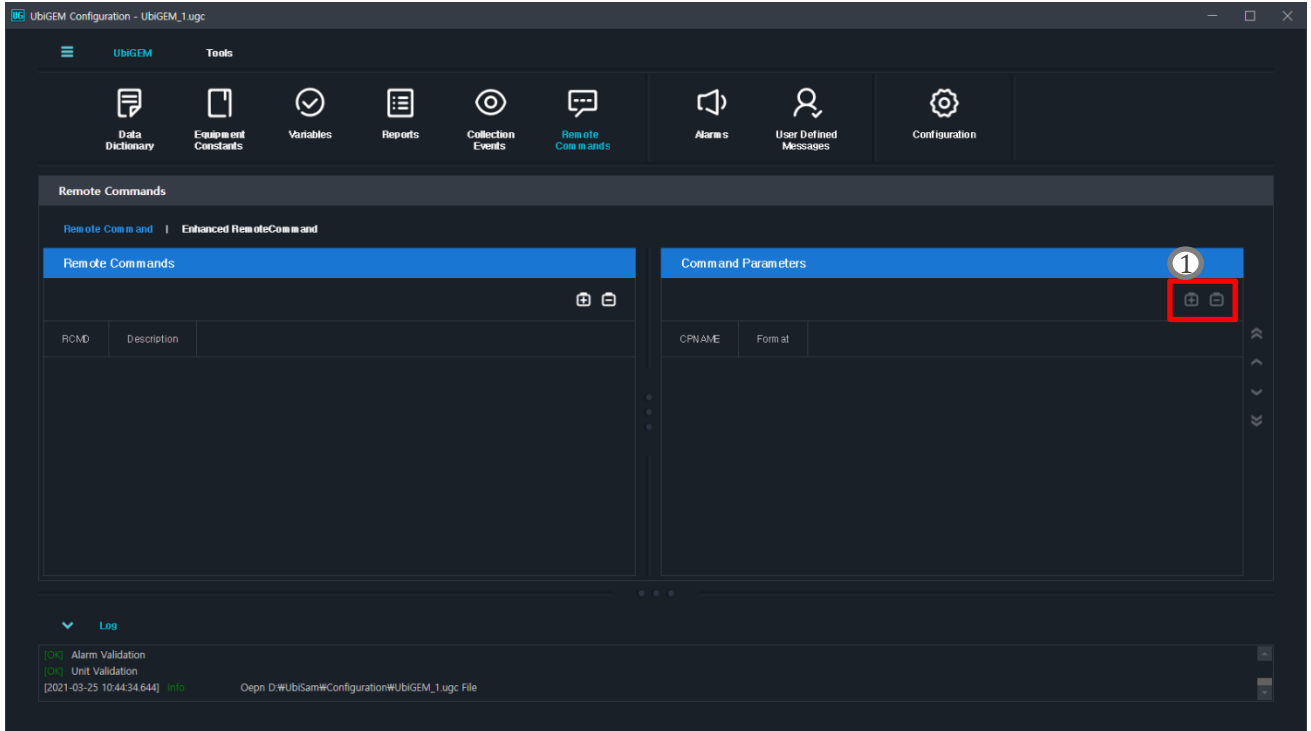 UG UbiGEM Configuration - UbiGEM_1.ugc
UbiGEM Tools
Data Dictionary
Equipment Constants
Variables
Reports
Collection Events
Remote Commands
Alarms
User Defined Messages
Configuration
Remote Commands
Remote Command | Enhanced RemoteCommand
Remote Commands
RCMD Description
Command Parameters
①
CPNAME Format
Log
[OK] Alarm Validation
[OK] Unit Validation
[2021-03-25 10:44:34.644] Info Oepn D:₩UbiSam₩Configuration₩UbiGEM_1.ugc File